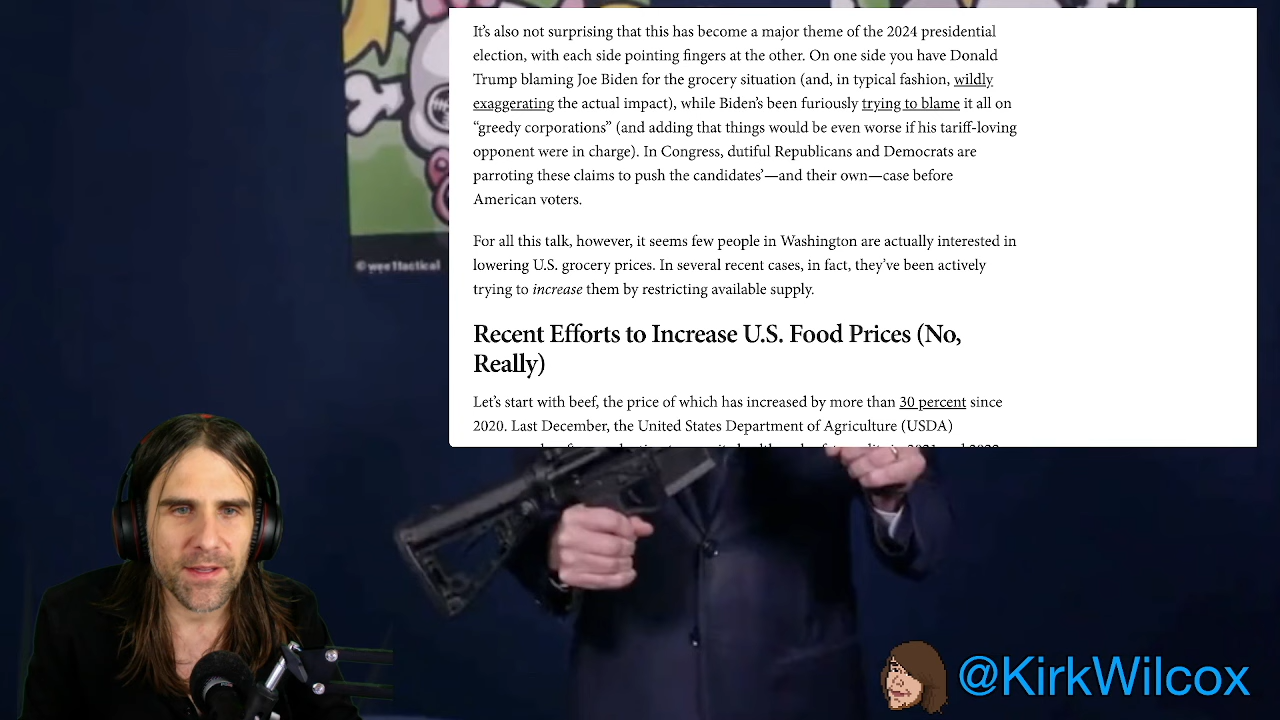 It's also not surprising that this has become a major theme of the 2024 presidential
election, with each side pointing fingers at the other. On one side you have Donald
Trump blaming Joe Biden for the grocery situation (and, in typical fashion, wildly
exaggerating the actual impact), while Biden's been furiously trying to blame it all on
“greedy corporations” (and adding that things would be even worse if his tariff-loving
opponent were in charge). In Congress, dutiful Republicans and Democrats are
parroting these claims to push the candidates'—and their own—case before
American voters.
For all this talk, however, it seems few people in Washington are actually interested in
lowering U.S. grocery prices. In several recent cases, in fact, they've been actively
trying to increase them by restricting available supply.
Recent Efforts to Increase U.S. Food Prices (No,
Really)
Let's start with beef, the price of which has increased by more than 30 percent since
2020. Last December, the United States Department of Agriculture (USDA)
@wee1tactical
@KirkWilcox